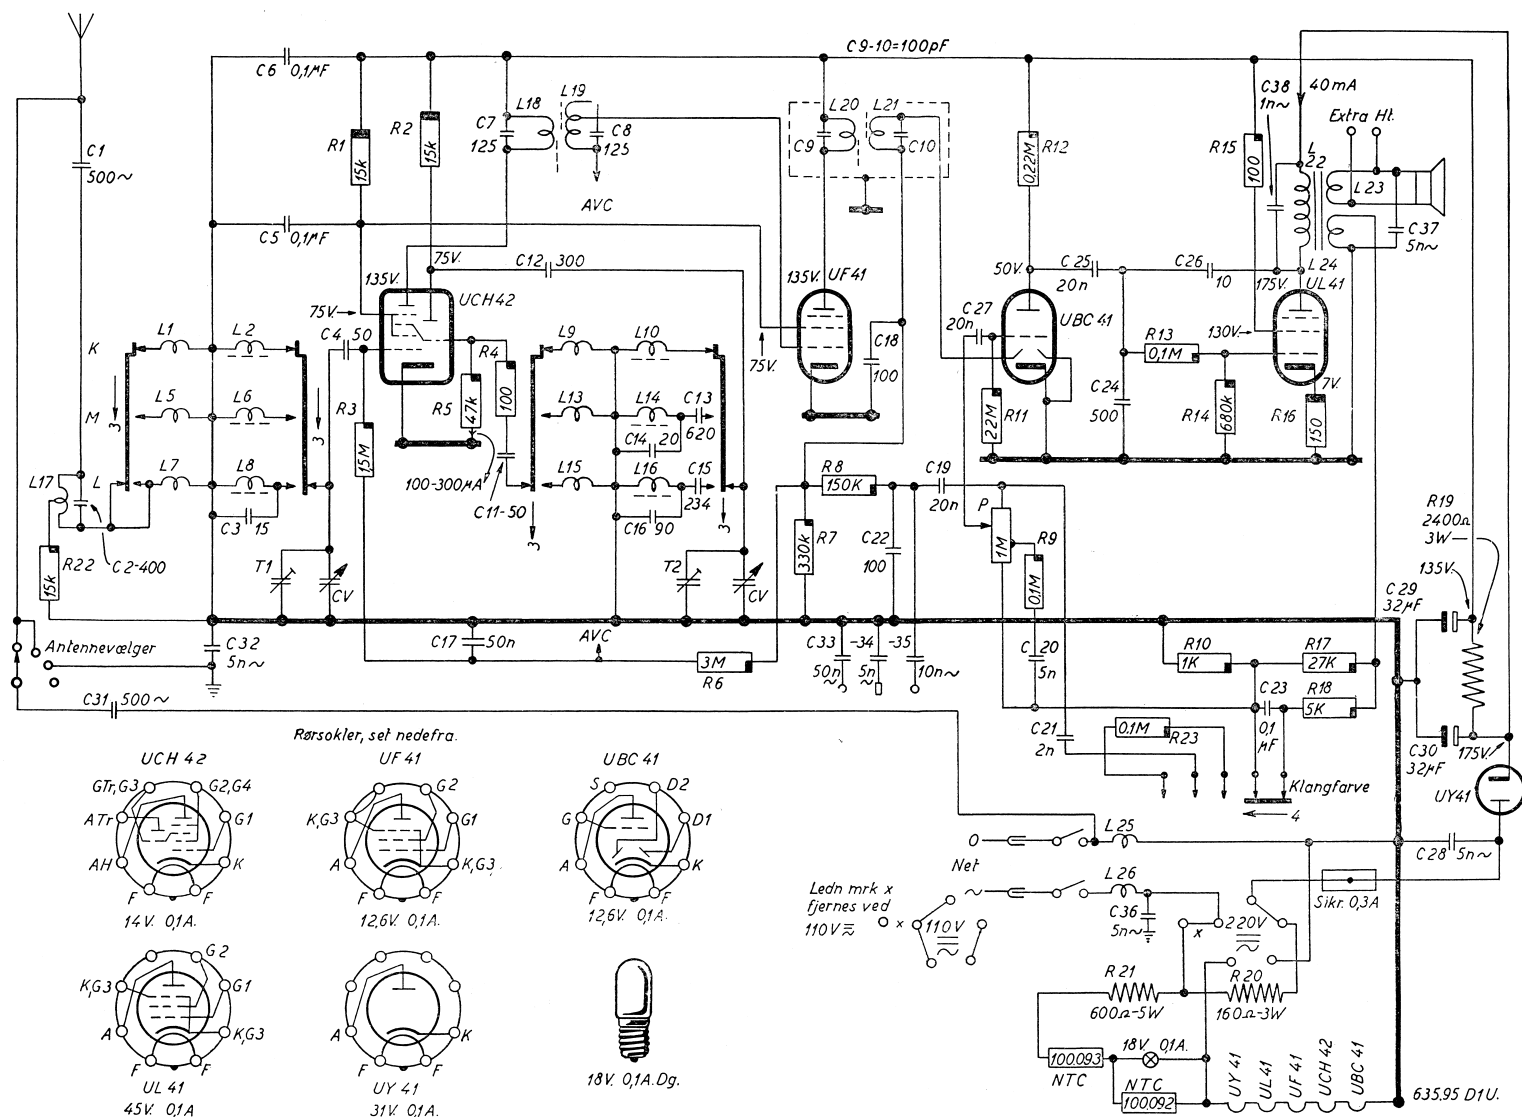 C9-10=100pF
C6 0,1µF
C38
1n~
40mA
Extra Ht.
L18
L19
L20
L21
R1
15k
R2
15k
C7
125
C8
125
C9
C10
R12
0,22M
R15
100
L
22
L23
C1
500~
C37
5n~
AVC
C5 0,1µF
75V.
C12 300
135V.
UCH42
135V.
UF41
50V.
C25
20n
C26
10
175V.
L24
UL41
75V.
C4 50
C27
20n
UBC 41
130V.
R13
0,1M
K
L1
L2
L9
L10
R4
100
75V.
C18
100
7V.
M
L5
L6
R3
1,5M
R5
47k
L13
L14
C13
620
C14 20
R11
22M
C24
500
R14
680k
R16
150
3
3
L17
L
L7
L8
C3 15
100-300µA
C11-50
L15
L16
C15
234
C16 90
3
3
R8
150K
C19
20n
R19
2400Ω
3W
P
1M
R9
0,1M
R22
15k
C2-400
T1
CV
T2
CV
R7
330k
C22
100
135V.
C29
32µF
Antennevælger
C32
5n~
C17 50n
AVC
3M
R6
C33
50n
~
-34
5n
~
-35
10n~
C20
5n
R10
1K
R17
27K
C31 500~
C23
0,1
µF
R18
5K
C21
2n
0,1M
R23
C30
32µF
175V.
Rørsokler, set nedefra.
UCH 42
UF 41
UBC 41
GTr,G3
G2,G4
ATr
G1
AH
K
F
F
14V. 0,1A.
K,G3
G2
G1
A
K,G3
F
F
12,6V. 0,1A.
S
D2
G
D1
A
K
F
F
12,6V. 0,1A.
Klangfarve
4
UY41
O
L25
Net
C28 5n~
~
L26
Ledn mrk x
fjernes ved
110V
x
110V
C36
5n~
x
220V
Sikr. 0,3A
G2
K,G3
G1
A
K,G3
F
F
UL 41
45V. 0,1A
A
K
F
F
UY 41
31V. 0,1A.
18V. 0,1A.Dg.
R 21
600Ω-5W
R 20
160Ω-3W
100.093
NTC
18V 0,1A.
NTC
100.092
UY 41
UL41
UF 41
UCH 42
UBC 41
635.95 D1U.